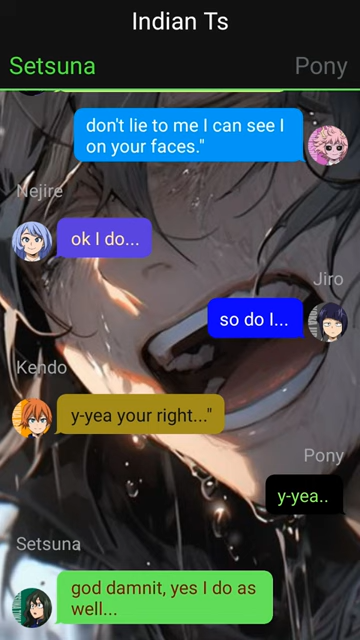 Indian Ts
Setsuna
Pony
don't lie to me I can see I
on your faces."
Nejire
ok I do...
Jiro
so do I...
Kendo
y-yea your right..."
Pony
y-yea..
Setsuna
god damnit, yes I do as
well...